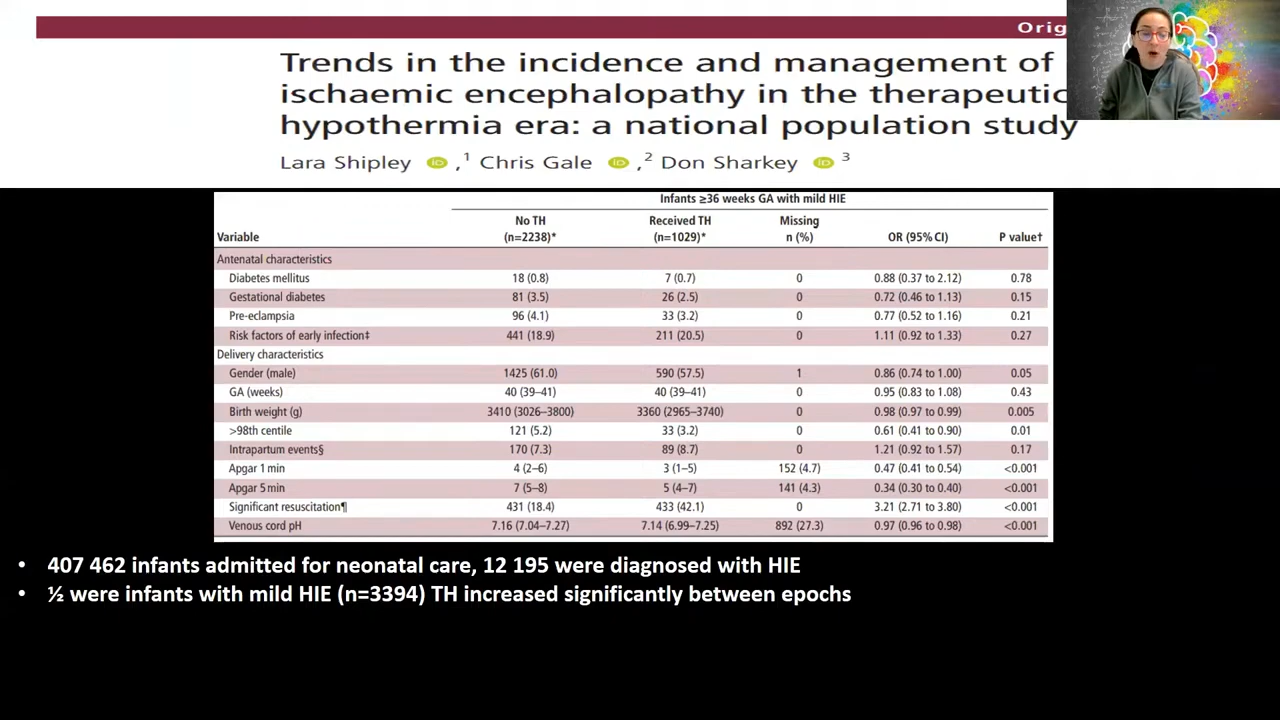 Orig
Trends in the incidence and management of
ischaemic encephalopathy in the therapeutic
hypothermia era: a national population study
Lara Shipley iD ,1 Chris Gale iD ,2 Don Sharkey iD 3
Infants ≥36 weeks GA with mild HIE
Variable No TH (n=2238)* Received TH (n=1029)* Missing n (%) OR (95% CI) P value†
Antenatal characteristics
Diabetes mellitus 18 (0.8) 7 (0.7) 0 0.88 (0.37 to 2.12) 0.78
Gestational diabetes 81 (3.5) 26 (2.5) 0 0.72 (0.46 to 1.13) 0.15
Pre-eclampsia 96 (4.1) 33 (3.2) 0 0.77 (0.52 to 1.16) 0.21
Risk factors of early infection‡ 441 (18.9) 211 (20.5) 0 1.11 (0.92 to 1.33) 0.27
Delivery characteristics
Gender (male) 1425 (61.0) 590 (57.5) 1 0.86 (0.74 to 1.00) 0.05
GA (weeks) 40 (39–41) 40 (39–41) 0 0.95 (0.83 to 1.08) 0.43
Birth weight (g) 3410 (3026–3800) 3360 (2965–3740) 0 0.98 (0.97 to 0.99) 0.005
>98th centile 121 (5.2) 33 (3.2) 0 0.61 (0.41 to 0.90) 0.01
Intrapartum events§ 170 (7.3) 89 (8.7) 0 1.21 (0.92 to 1.57) 0.17
Apgar 1 min 4 (2–6) 3 (1–5) 152 (4.7) 0.47 (0.41 to 0.54) <0.001
Apgar 5 min 7 (5–8) 5 (4–7) 141 (4.3) 0.34 (0.30 to 0.40) <0.001
Significant resuscitation¶ 431 (18.4) 433 (42.1) 0 3.21 (2.71 to 3.80) <0.001
Venous cord pH 7.16 (7.04–7.27) 7.14 (6.99–7.25) 892 (27.3) 0.97 (0.96 to 0.98) <0.001
• 407 462 infants admitted for neonatal care, 12 195 were diagnosed with HIE
• ½ were infants with mild HIE (n=3394) TH increased significantly between epochs